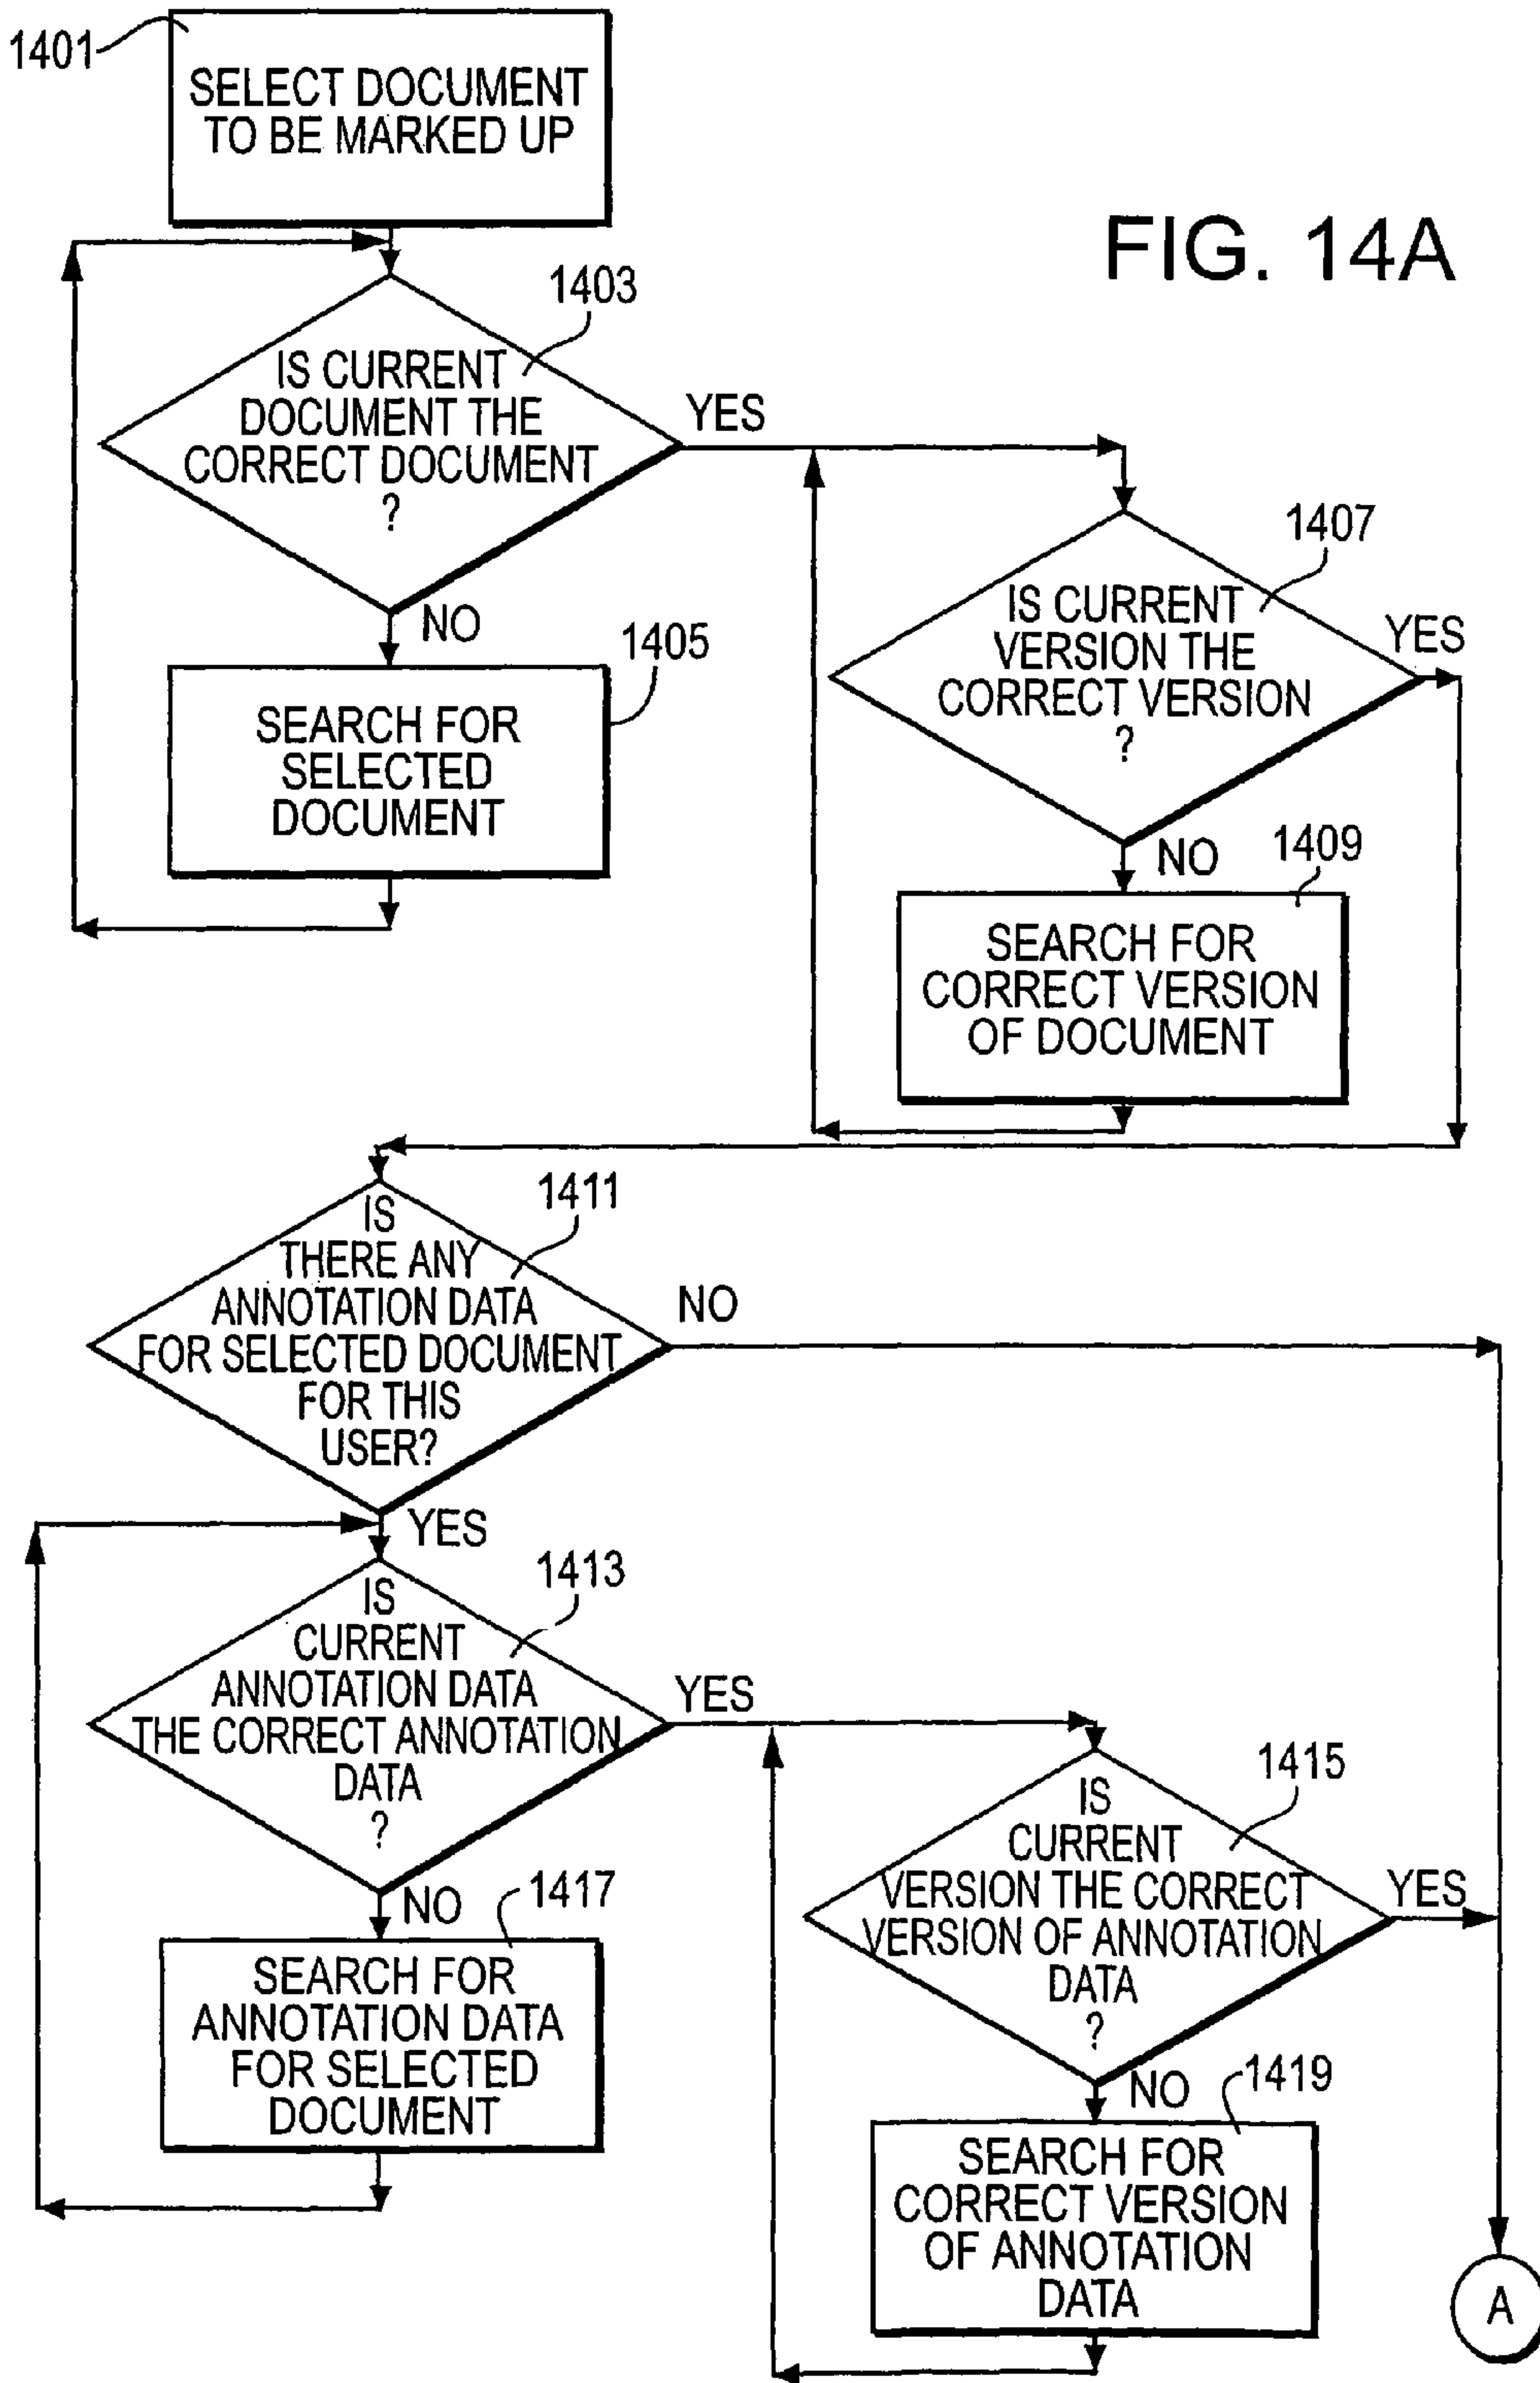 1401
SELECT DOCUMENT
TO BE MARKED UP
FIG. 14A
1403
IS CURRENT
DOCUMENT THE
CORRECT DOCUMENT
?
YES
NO
1405
SEARCH FOR
SELECTED
DOCUMENT
1407
IS CURRENT
VERSION THE
CORRECT VERSION
?
YES
NO
1409
SEARCH FOR
CORRECT VERSION
OF DOCUMENT
1411
IS
THERE ANY
ANNOTATION DATA
FOR SELECTED DOCUMENT
FOR THIS
USER?
NO
YES
1413
IS
CURRENT
ANNOTATION DATA
THE CORRECT ANNOTATION
DATA
?
YES
NO
1417
SEARCH FOR
ANNOTATION DATA
FOR SELECTED
DOCUMENT
1415
IS
CURRENT
VERSION THE CORRECT
VERSION OF ANNOTATION
DATA
?
YES
NO
1419
SEARCH FOR
CORRECT VERSION
OF ANNOTATION
DATA
A